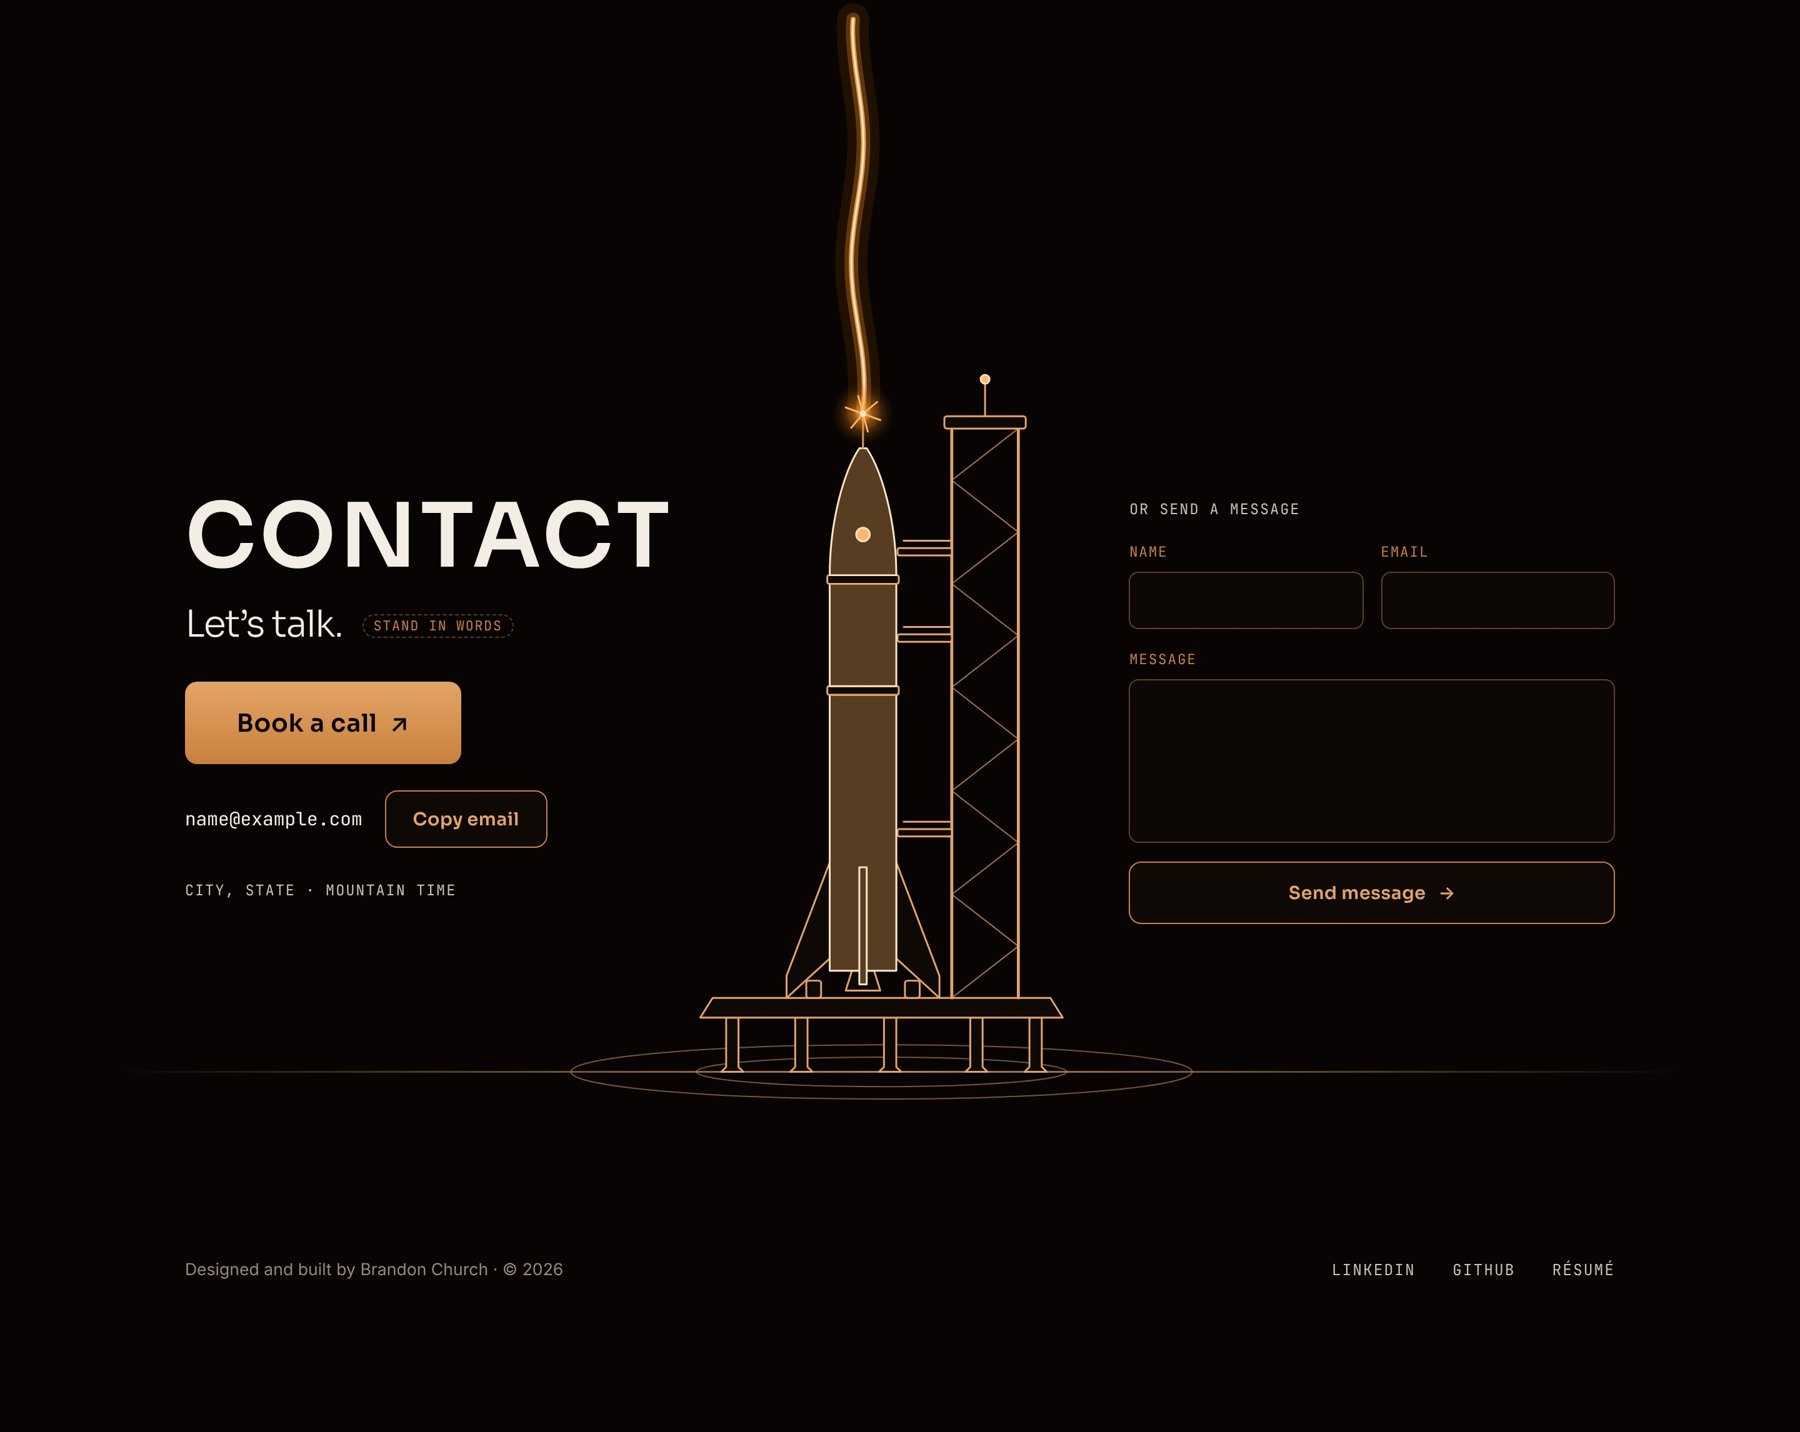 CONTACT
Let’s talk.
STAND IN WORDS
Book a call ↗
name@example.com
Copy email
CITY, STATE · MOUNTAIN TIME
OR SEND A MESSAGE
NAME
EMAIL
MESSAGE
Send message →
Designed and built by Brandon Church · © 2026
LINKEDIN
GITHUB
RÉSUMÉ